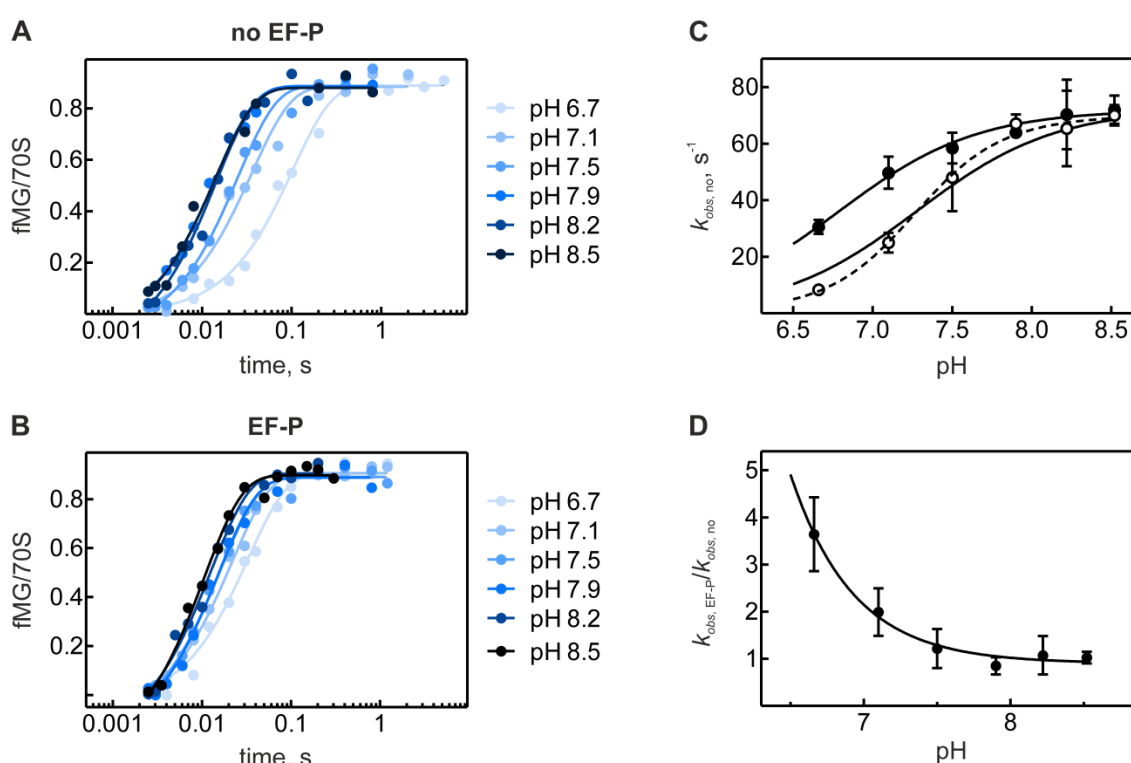 A
no EF-P
fMG/70S
0.8
0.6
0.4
0.2
0.001 0.01 0.1 1
time, s
pH 6.7
pH 7.1
pH 7.5
pH 7.9
pH 8.2
pH 8.5
B
EF-P
fMG/70S
0.8
0.6
0.4
0.2
0.001 0.01 0.1 1
time, s
pH 6.7
pH 7.1
pH 7.5
pH 7.9
pH 8.2
pH 8.5
C
kobs, no, s-1
80
60
40
20
6.5 7.0 7.5 8.0 8.5
pH
D
kobs, EF-P/kobs, no
5
4
3
2
1
7 8
pH